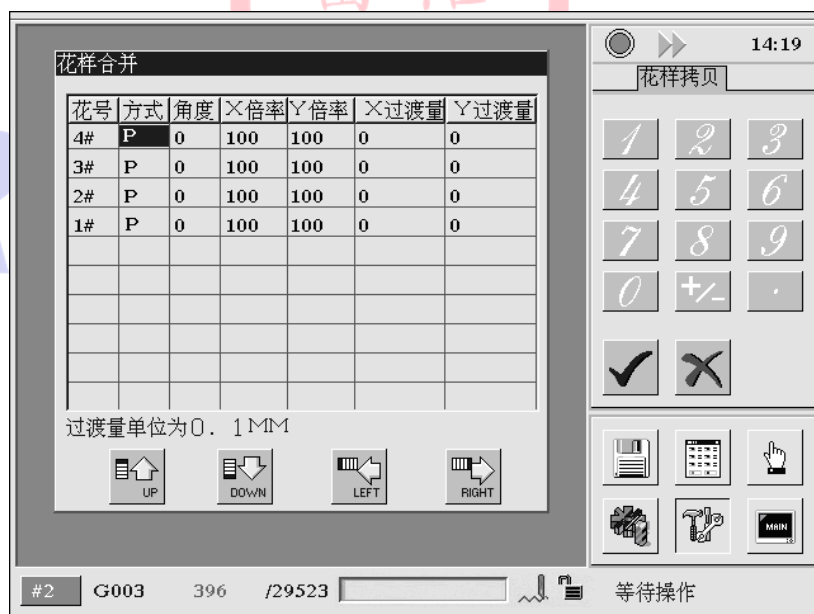 14:19
花样合并
花样拷贝
花号 方式 角度 X倍率 Y倍率 X过渡量 Y过渡量
4# P 0 100 100 0 0
3# P 0 100 100 0 0
2# P 0 100 100 0 0
1# P 0 100 100 0 0
1 2 3
4 5 6
7 8 9
0 +/- .
过渡量单位为0.1MM
UP DOWN LEFT RIGHT
MAIN
#2 G003 396 /29523 等待操作